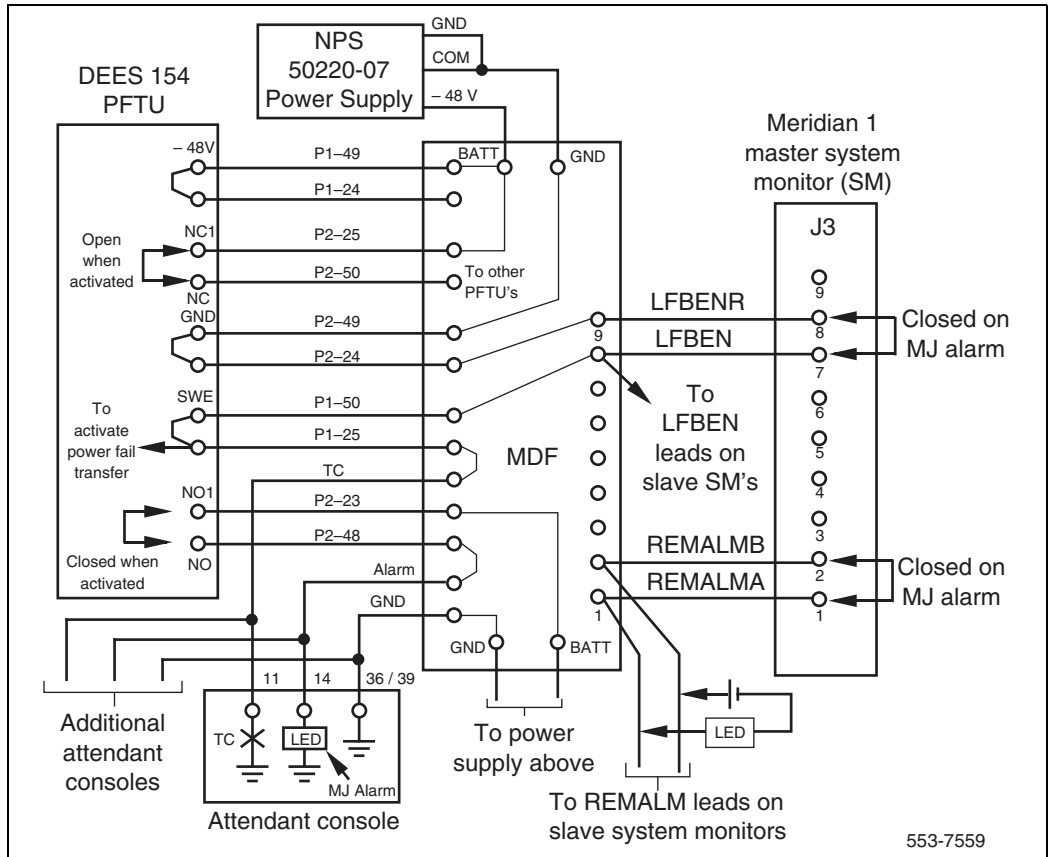 GND
NPS
50220-07
Power Supply
COM
– 48 V
DEES 154
PFTU
– 48V
P1–49
P1–24
NC1
Open
when
activated
P2–25
P2–50
NC
GND
P2–49
P2–24
SWE
To
activate
power fail
transfer
P1–50
P1–25
TC
NO1
P2–23
P2–48
NO
Closed when
activated
Alarm
GND
BATT
GND
To other
PFTU's
9
MDF
1
GND
BATT
Meridian 1
master system
monitor (SM)
J3
9
8
7
6
5
4
3
2
1
LFBENR
LFBEN
Closed on
MJ alarm
To
LFBEN
leads on
slave SM's
REMALMB
REMALMA
Closed on
MJ alarm
11
14
36 / 39
TC
LED
MJ Alarm
Attendant console
Additional
attendant
consoles
To power
supply above
LED
To REMALM leads on
slave system monitors
553-7559